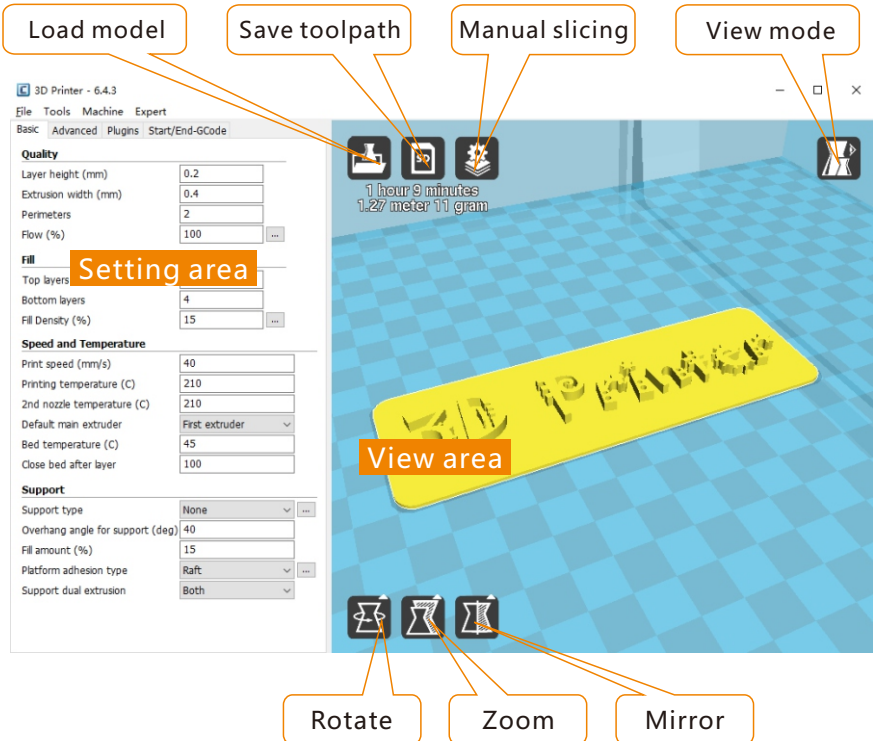 Load model
Save toolpath
Manual slicing
View mode
3D Printer - 6.4.3
File Tools Machine Expert
Basic Advanced Plugins Start/End-GCode
Quality
Layer height (mm) 0.2
Extrusion width (mm) 0.4
Perimeters 2
Flow (%) 100 ...
Fill
Setting area
Top layers
Bottom layers 4
Fill Density (%) 15 ...
Speed and Temperature
Print speed (mm/s) 40
Printing temperature (C) 210
2nd nozzle temperature (C) 210
Default main extruder First extruder
Bed temperature (C) 45
Close bed after layer 100
Support
Support type None ...
Overhang angle for support (deg) 40
Fill amount (%) 15
Platform adhesion type Raft ...
Support dual extrusion Both
SD
1 hour 9 minutes
1.27 meter 11 gram
3D Printer
View area
Rotate
Zoom
Mirror